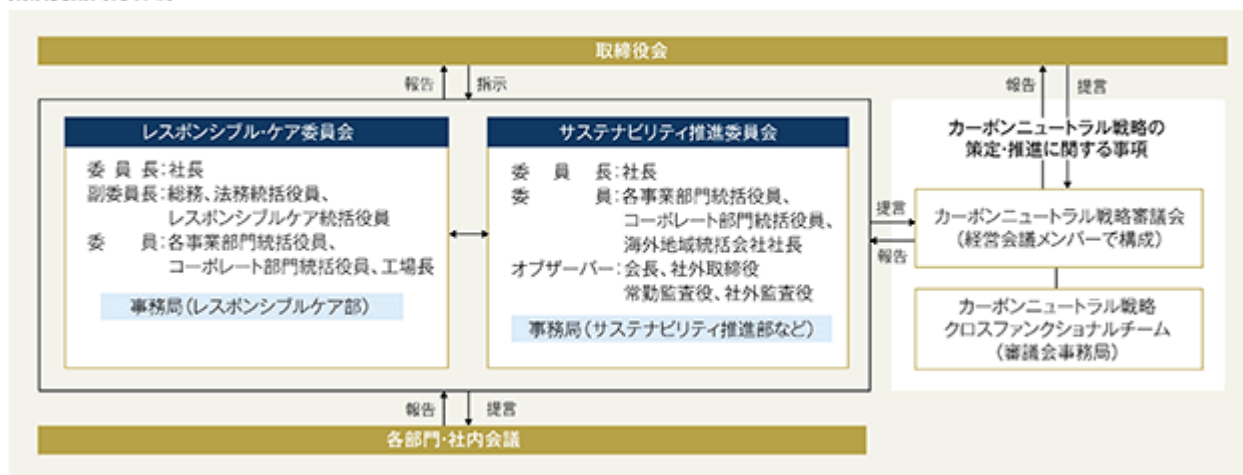 取締役会
報告
指示
報告
提言
レスポンシブル・ケア委員会
委員長:社長
副委員長:総務、法務統括役員、
レスポンシブルケア統括役員
委員:各事業部門統括役員、
コーポレート部門統括役員、工場長
事務局(レスポンシブルケア部)
サステナビリティ推進委員会
委員長:社長
委員:各事業部門統括役員、
コーポレート部門統括役員、
海外地域統括会社社長
オブザーバー:会長、社外取締役
常勤監査役、社外監査役
事務局(サステナビリティ推進部など)
提言
報告
カーボンニュートラル戦略の
策定・推進に関する事項
カーボンニュートラル戦略審議会
(経営会議メンバーで構成)
カーボンニュートラル戦略
クロスファンクショナルチーム
(審議会事務局)
報告
提言
各部門・社内会議